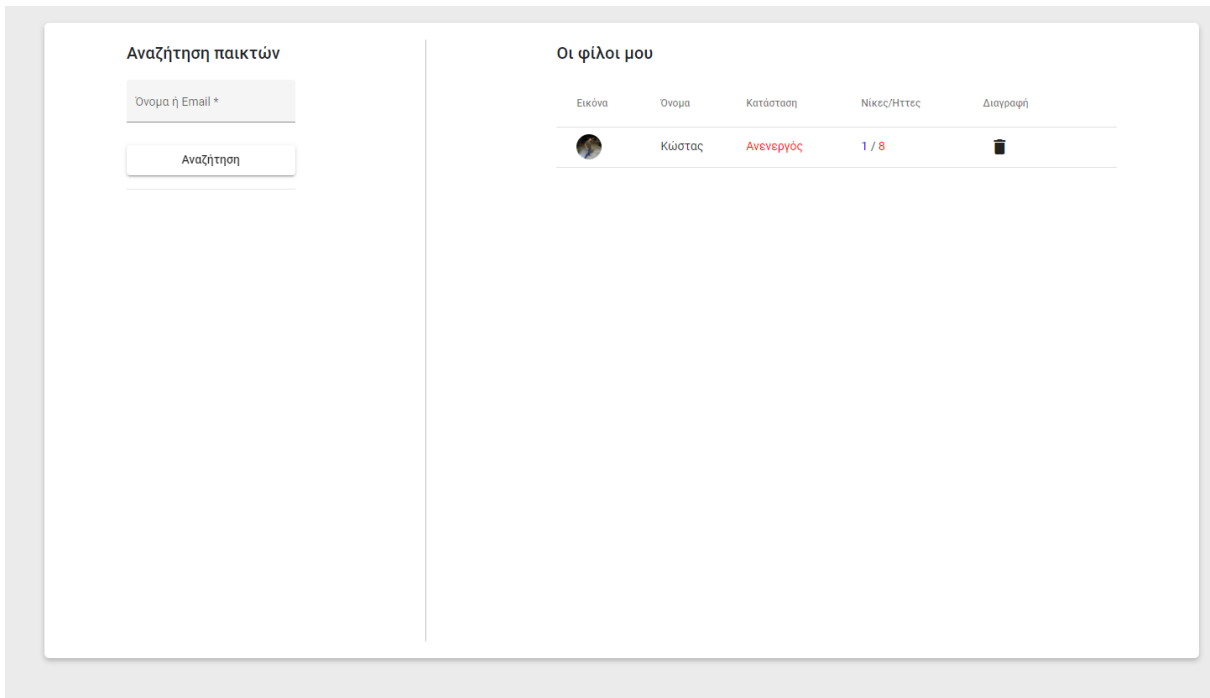 Αναζήτηση παικτών
Όνομα ή Email *
Αναζήτηση
Οι φίλοι μου
Εικόνα Όνομα Κατάσταση Νίκες/Ηττες Διαγραφή
Κώστας Ανενεργός 1 / 8